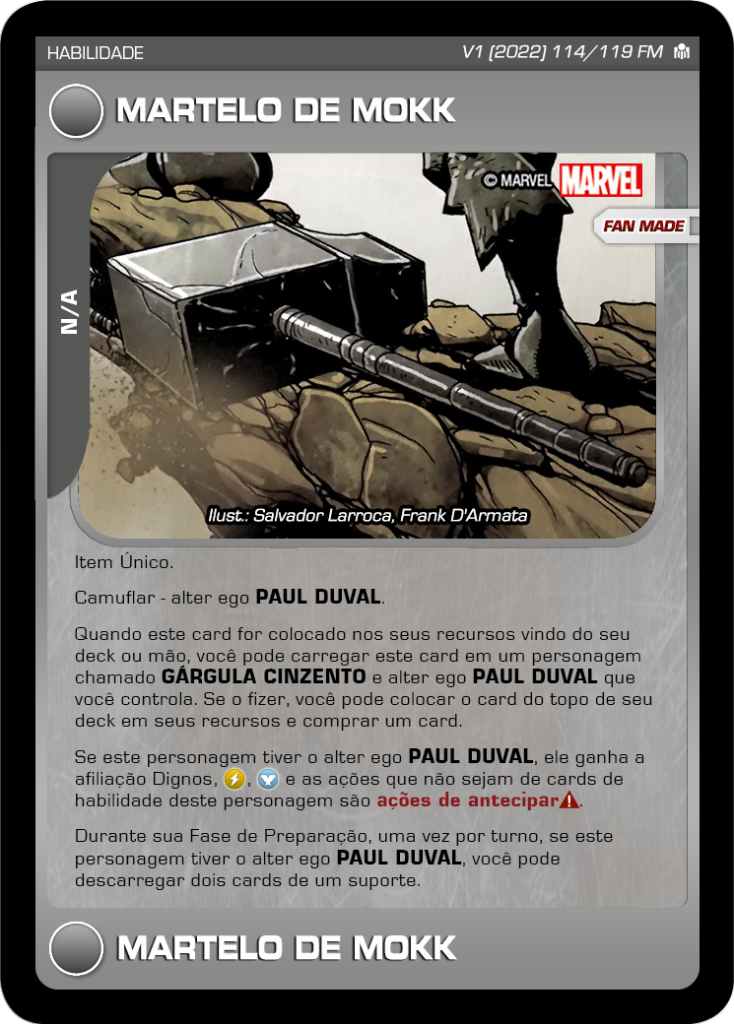 HABILIDADE
V1 (2022) 114/119 FM
MARTELO DE MOKK
© MARVEL MARVEL
FAN MADE
N/A
Ilust.: Salvador Larroca, Frank D'Armata
Item Único.
Camuflar - alter ego PAUL DUVAL.
Quando este card for colocado nos seus recursos vindo do seu
deck ou mão, você pode carregar este card em um personagem
chamado GÁRGULA CINZENTO e alter ego PAUL DUVAL que
você controla. Se o fizer, você pode colocar o card do topo de seu
deck em seus recursos e comprar um card.
Se este personagem tiver o alter ego PAUL DUVAL, ele ganha a
afiliação Dignos, , e as ações que não sejam de cards de
habilidade deste personagem são ações de antecipar.
Durante sua Fase de Preparação, uma vez por turno, se este
personagem tiver o alter ego PAUL DUVAL, você pode
descarregar dois cards de um suporte.
MARTELO DE MOKK